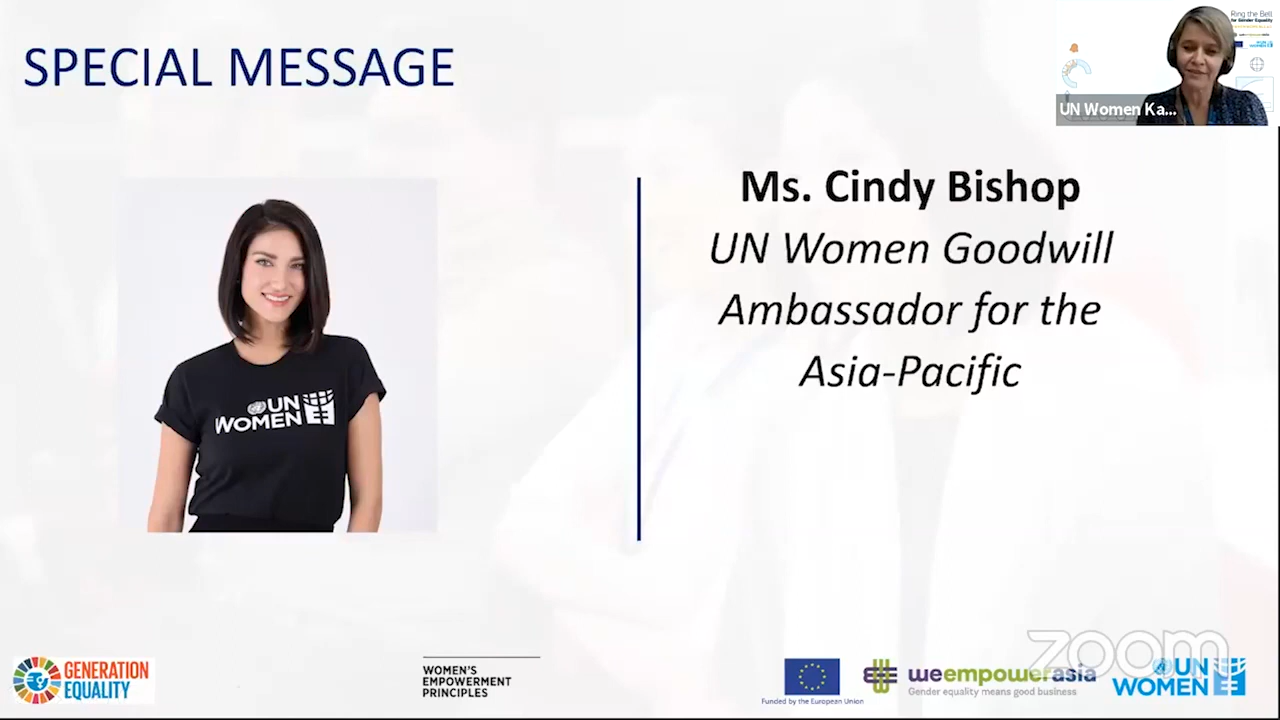 SPECIAL MESSAGE
Ring the Bell
for Gender Equality
UN Women Ka...
Ms. Cindy Bishop
UN Women Goodwill
Ambassador for the
Asia-Pacific
UN
WOMEN
GENERATION
EQUALITY
WOMEN'S
EMPOWERMENT
PRINCIPLES
Funded by the European Union
weempowerasia
Gender equality means good business
zoom
UN
WOMEN